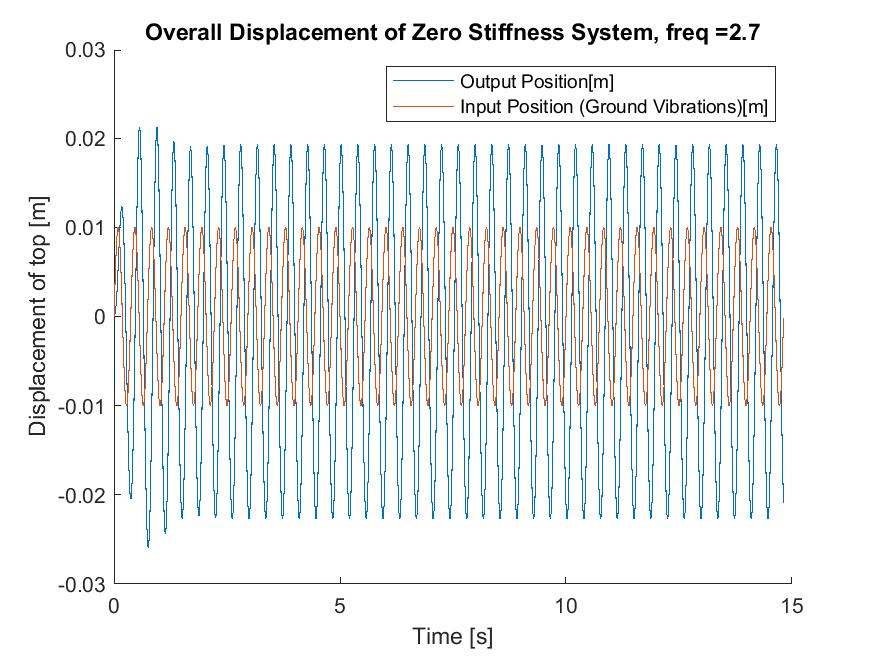 Overall Displacement of Zero Stiffness System, freq =2.7
0.03
Output Position[m]
Input Position (Ground Vibrations)[m]
0.02
0.01
0
-0.01
-0.02
-0.03
Displacement of top [m]
0 5 10 15
Time [s]